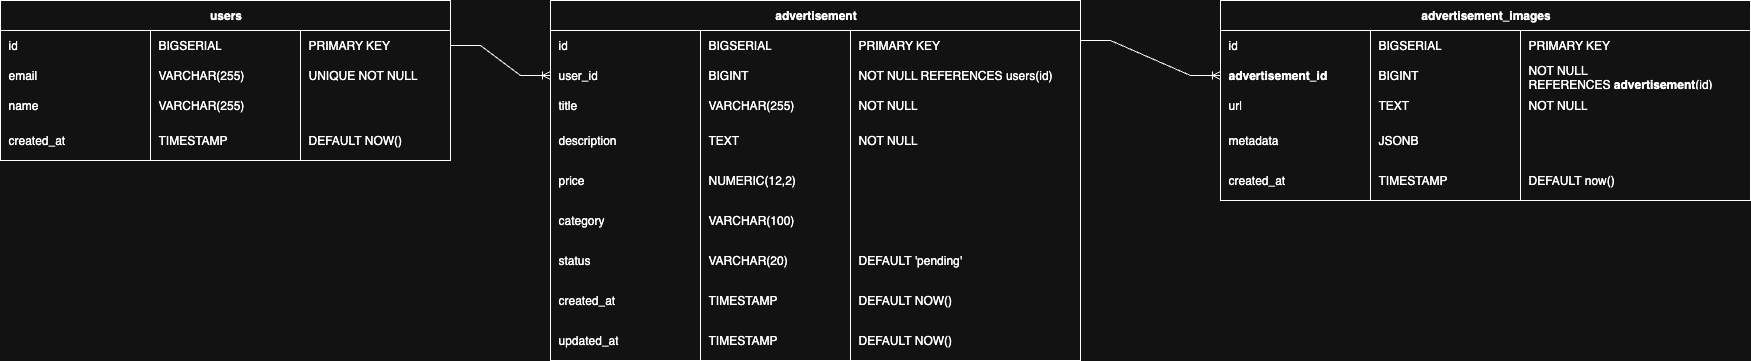 users
id BIGSERIAL PRIMARY KEY
email VARCHAR(255) UNIQUE NOT NULL
name VARCHAR(255)
created_at TIMESTAMP DEFAULT NOW()
advertisement
id BIGSERIAL PRIMARY KEY
user_id BIGINT NOT NULL REFERENCES users(id)
title VARCHAR(255) NOT NULL
description TEXT NOT NULL
price NUMERIC(12,2)
category VARCHAR(100)
status VARCHAR(20) DEFAULT 'pending'
created_at TIMESTAMP DEFAULT NOW()
updated_at TIMESTAMP DEFAULT NOW()
advertisement_images
id BIGSERIAL PRIMARY KEY
advertisement_id BIGINT NOT NULL
REFERENCES advertisement(id)
url TEXT NOT NULL
metadata JSONB
created_at TIMESTAMP DEFAULT now()